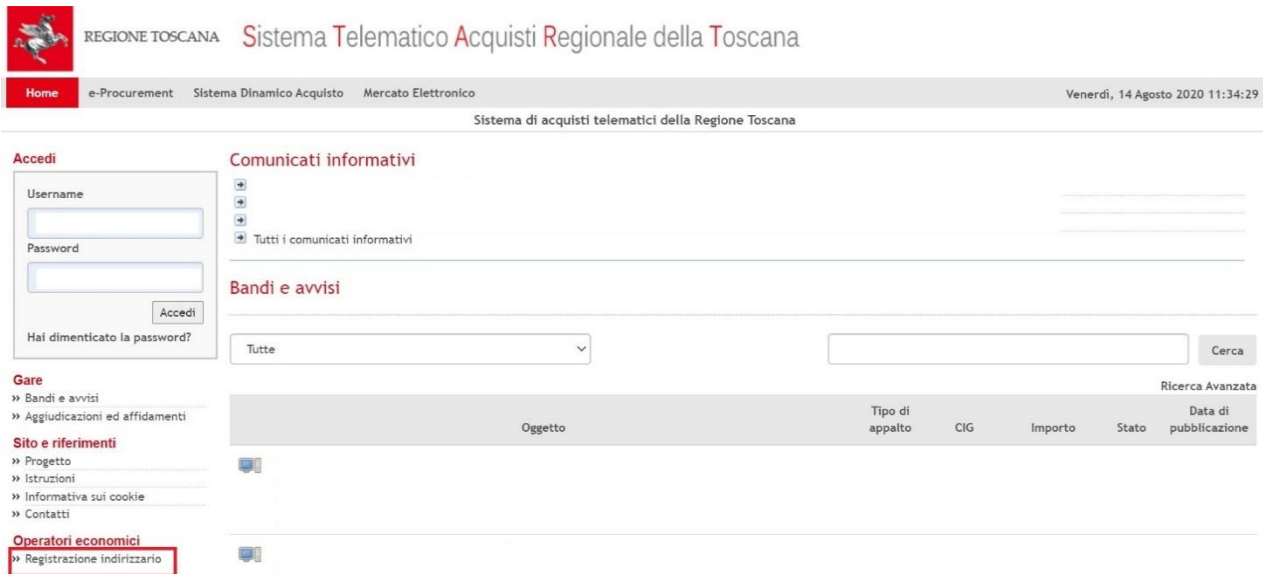 REGIONE TOSCANA Sistema Telematico Acquisti Regionale della Toscana
Home e-Procurement Sistema Dinamico Acquisto Mercato Elettronico Venerdì, 14 Agosto 2020 11:34:29
Sistema di acquisti telematici della Regione Toscana
Accedi
Username
Password
Accedi
Hai dimenticato la password?
Gare
» Bandi e avvisi
» Aggiudicazioni ed affidamenti
Sito e riferimenti
» Progetto
» Istruzioni
» Informativa sui cookie
» Contatti
Operatori economici
» Registrazione indirizzario
Comunicati informativi
Tutti i comunicati informativi
Bandi e avvisi
Tutte Cerca
Ricerca Avanzata
Oggetto Tipo di appalto CIG Importo Stato Data di pubblicazione